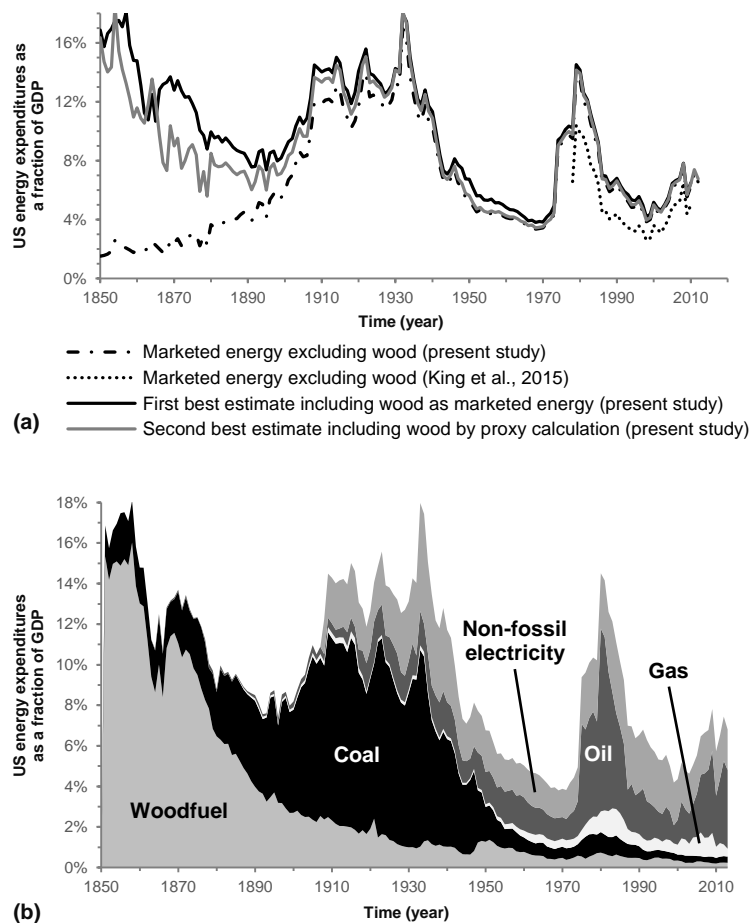 US energy expenditures as
a fraction of GDP
16%
12%
8%
4%
0%
1850 1870 1890 1910 1930 1950 1970 1990 2010
Time (year)
Marketed energy excluding wood (present study)
Marketed energy excluding wood (King et al., 2015)
First best estimate including wood as marketed energy (present study)
Second best estimate including wood by proxy calculation (present study)
(a)
US energy expenditures
as a fraction of GDP
18%
16%
14%
12%
10%
8%
6%
4%
2%
0%
Non-fossil
electricity
Gas
Coal
Oil
Woodfuel
1850 1870 1890 1910 1930 1950 1970 1990 2010
Time (year)
(b)